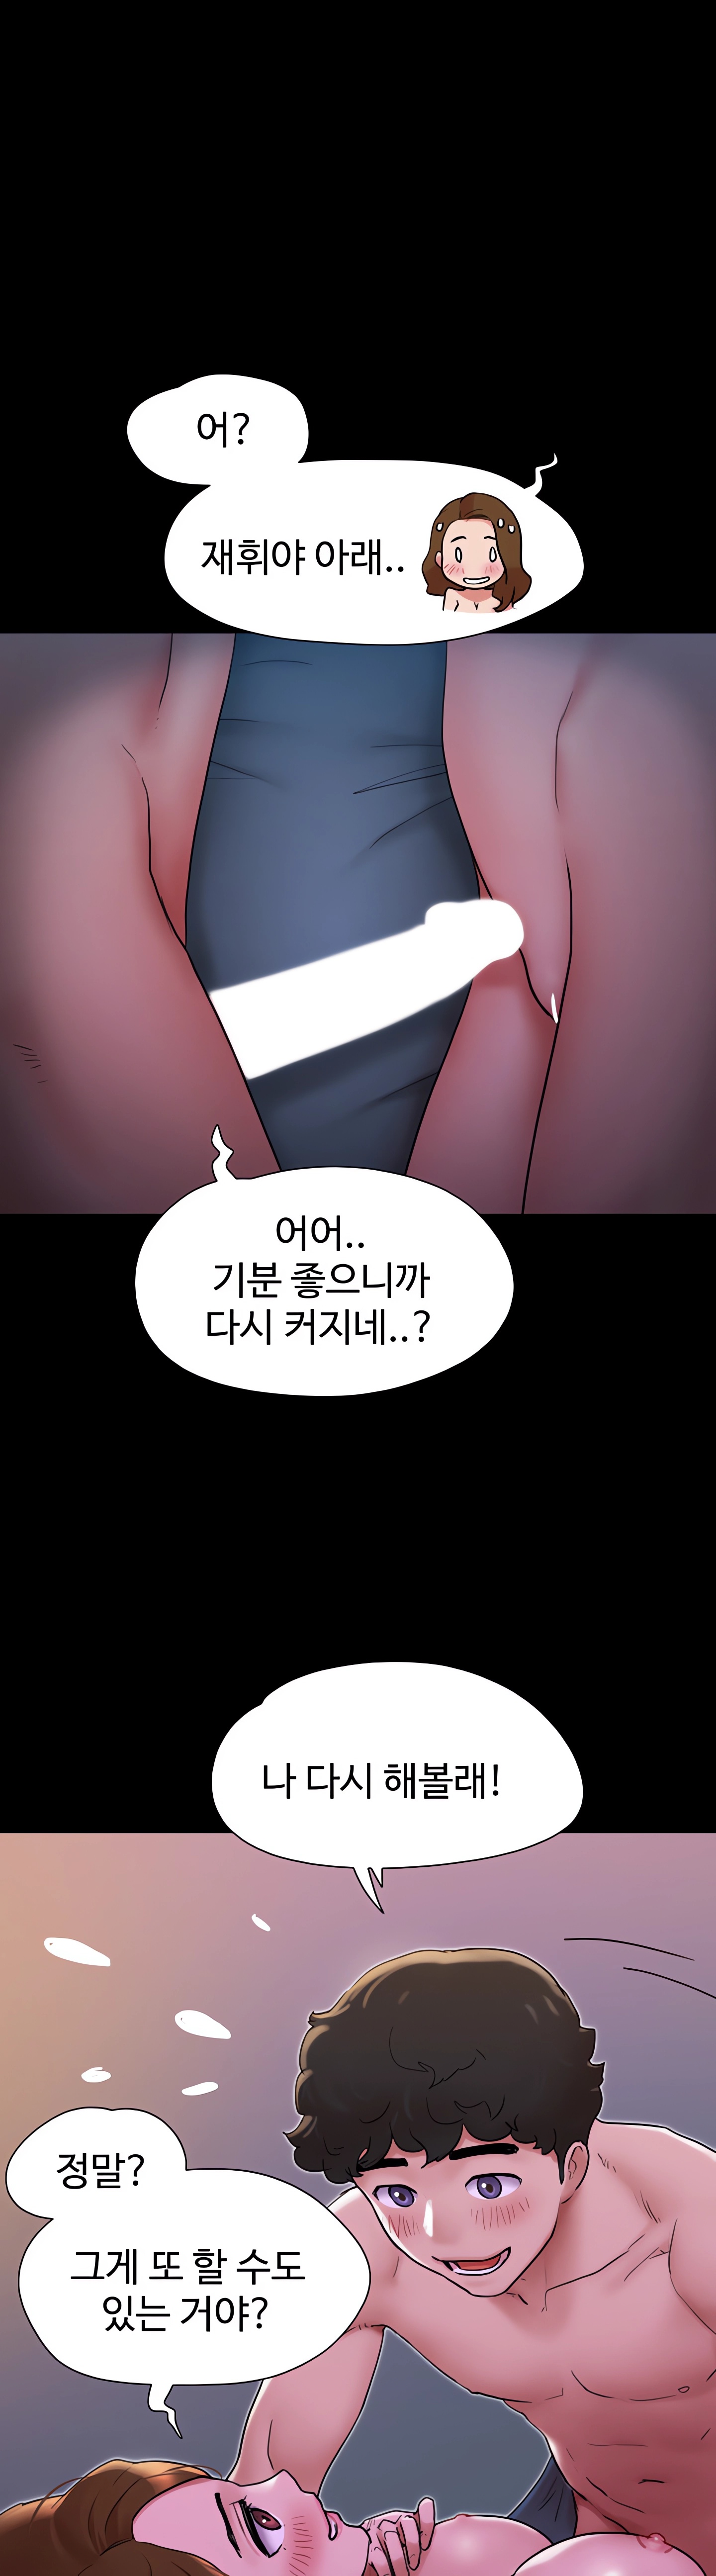 어?
재휘야 아래..
어어..
기분 좋으니까
다시 커지네..?
나 다시 해볼래!
정말?
그게 또 할 수도
있는 거야?